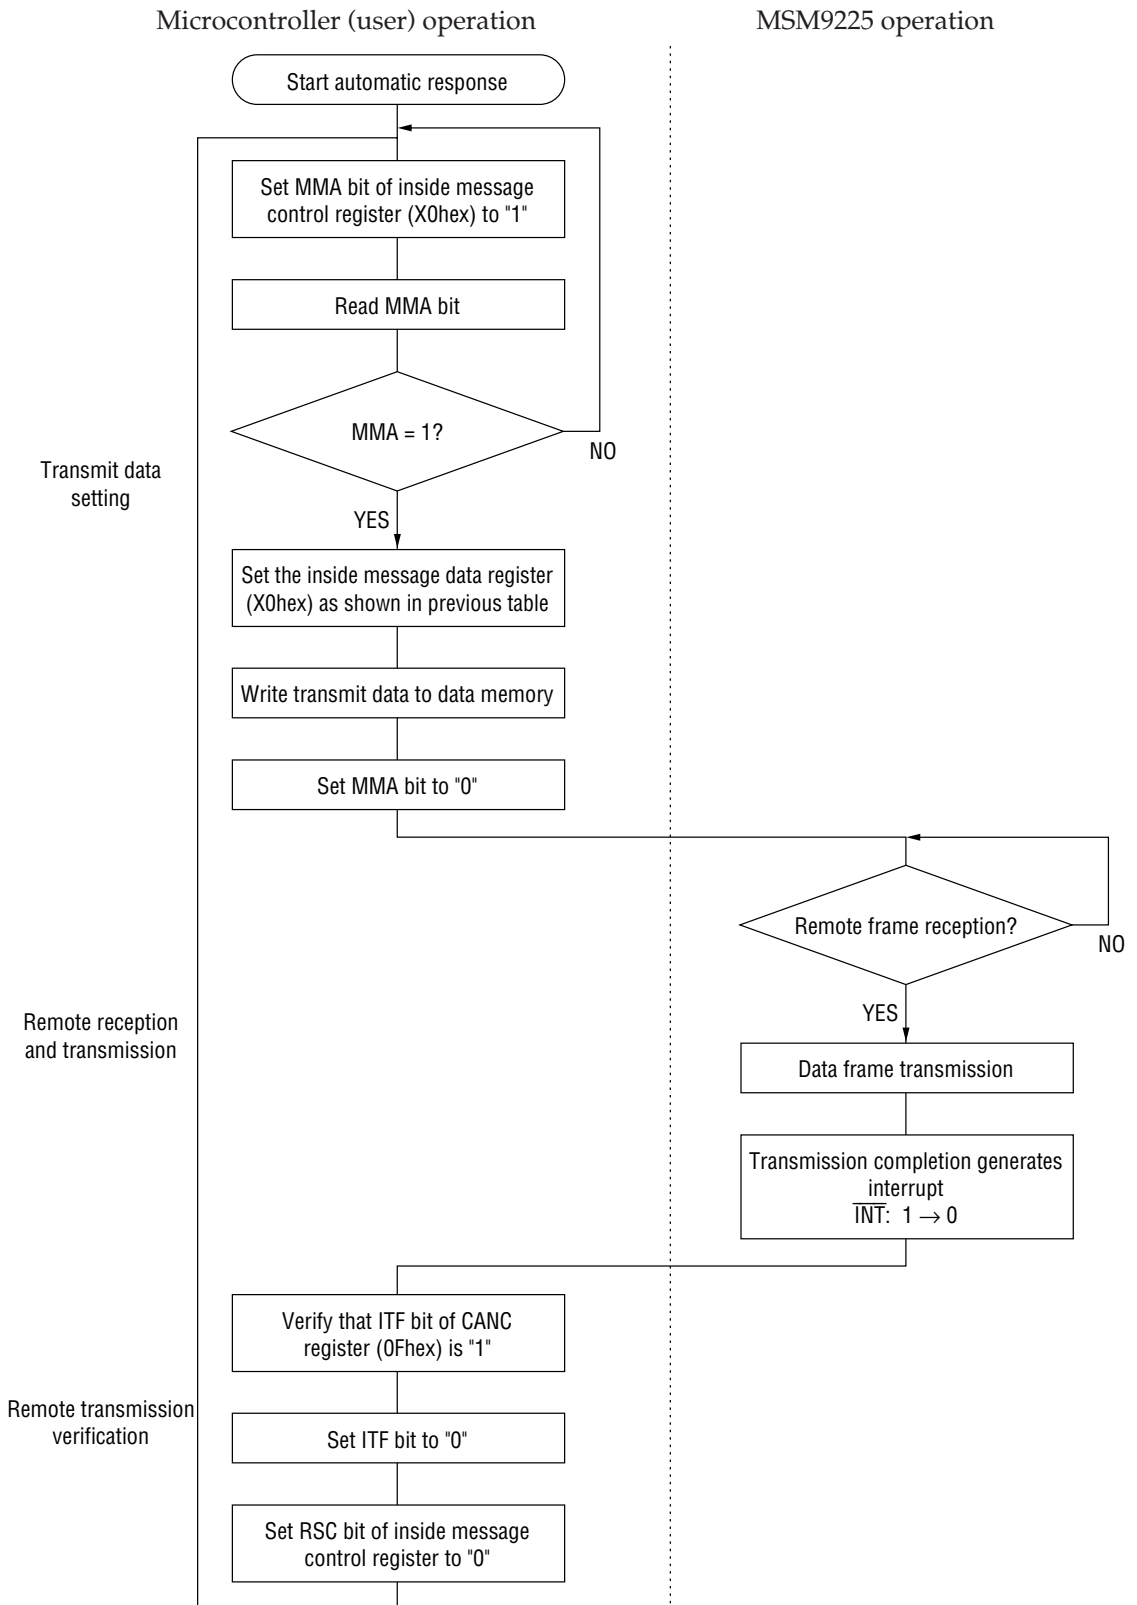 Microcontroller (user) operation
MSM9225 operation
Start automatic response
Set MMA bit of inside message
control register (X0hex) to "1"
Read MMA bit
MMA = 1?
NO
Transmit data
setting
YES
Set the inside message data register
(X0hex) as shown in previous table
Write transmit data to data memory
Set MMA bit to "0"
Remote frame reception?
NO
YES
Remote reception
and transmission
Data frame transmission
Transmission completion generates
interrupt
INT: 1 → 0
Verify that ITF bit of CANC
register (0Fhex) is "1"
Remote transmission
verification
Set ITF bit to "0"
Set RSC bit of inside message
control register to "0"